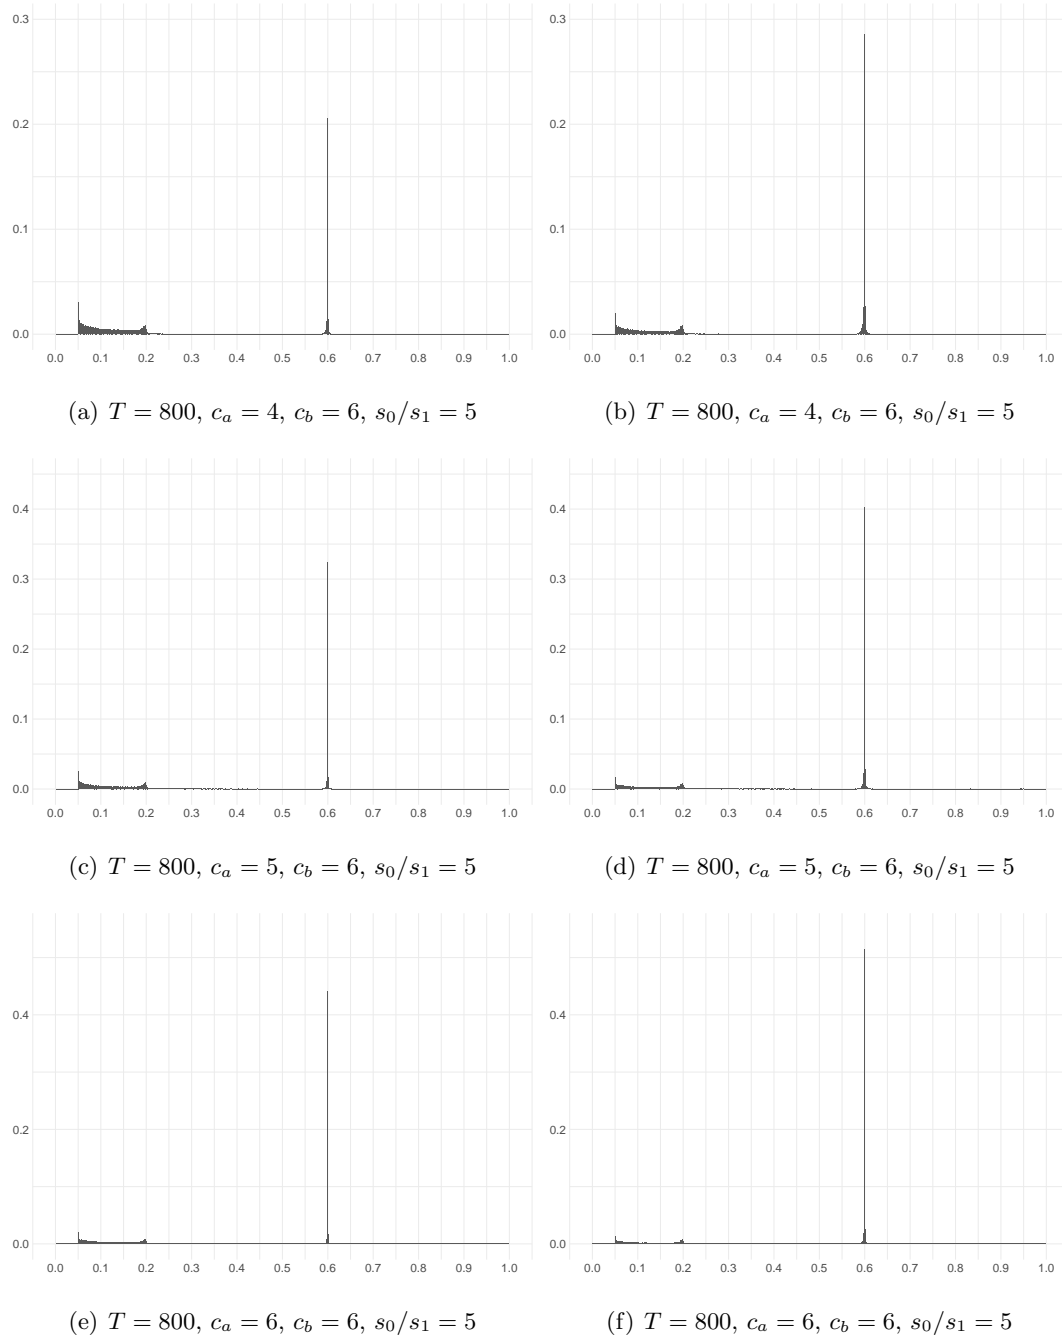 0.3
0.2
0.1
0.0
0.0 0.1 0.2 0.3 0.4 0.5 0.6 0.7 0.8 0.9 1.0
(a) T = 800, c_a = 4, c_b = 6, s_0/s_1 = 5
0.3
0.2
0.1
0.0
0.0 0.1 0.2 0.3 0.4 0.5 0.6 0.7 0.8 0.9 1.0
(b) T = 800, c_a = 4, c_b = 6, s_0/s_1 = 5
0.4
0.3
0.2
0.1
0.0
0.0 0.1 0.2 0.3 0.4 0.5 0.6 0.7 0.8 0.9 1.0
(c) T = 800, c_a = 5, c_b = 6, s_0/s_1 = 5
0.4
0.3
0.2
0.1
0.0
0.0 0.1 0.2 0.3 0.4 0.5 0.6 0.7 0.8 0.9 1.0
(d) T = 800, c_a = 5, c_b = 6, s_0/s_1 = 5
0.4
0.2
0.0
0.0 0.1 0.2 0.3 0.4 0.5 0.6 0.7 0.8 0.9 1.0
(e) T = 800, c_a = 6, c_b = 6, s_0/s_1 = 5
0.4
0.2
0.0
0.0 0.1 0.2 0.3 0.4 0.5 0.6 0.7 0.8 0.9 1.0
(f) T = 800, c_a = 6, c_b = 6, s_0/s_1 = 5